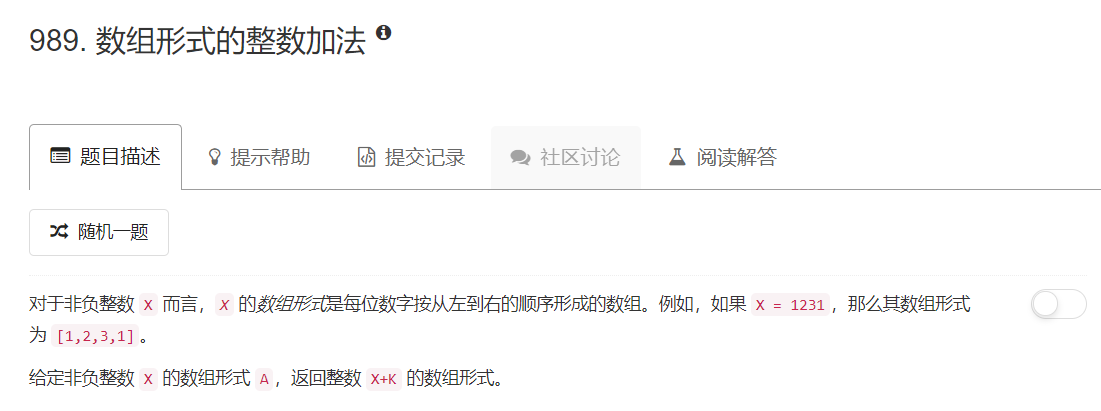 989. 数组形式的整数加法
题目描述 提示帮助 提交记录 社区讨论 阅读解答
随机一题
对于非负整数 X 而言，X 的数组形式是每位数字按从左到右的顺序形成的数组。例如，如果 X = 1231，那么其数组形式
为 [1,2,3,1]。
给定非负整数 X 的数组形式 A，返回整数 X+K 的数组形式。